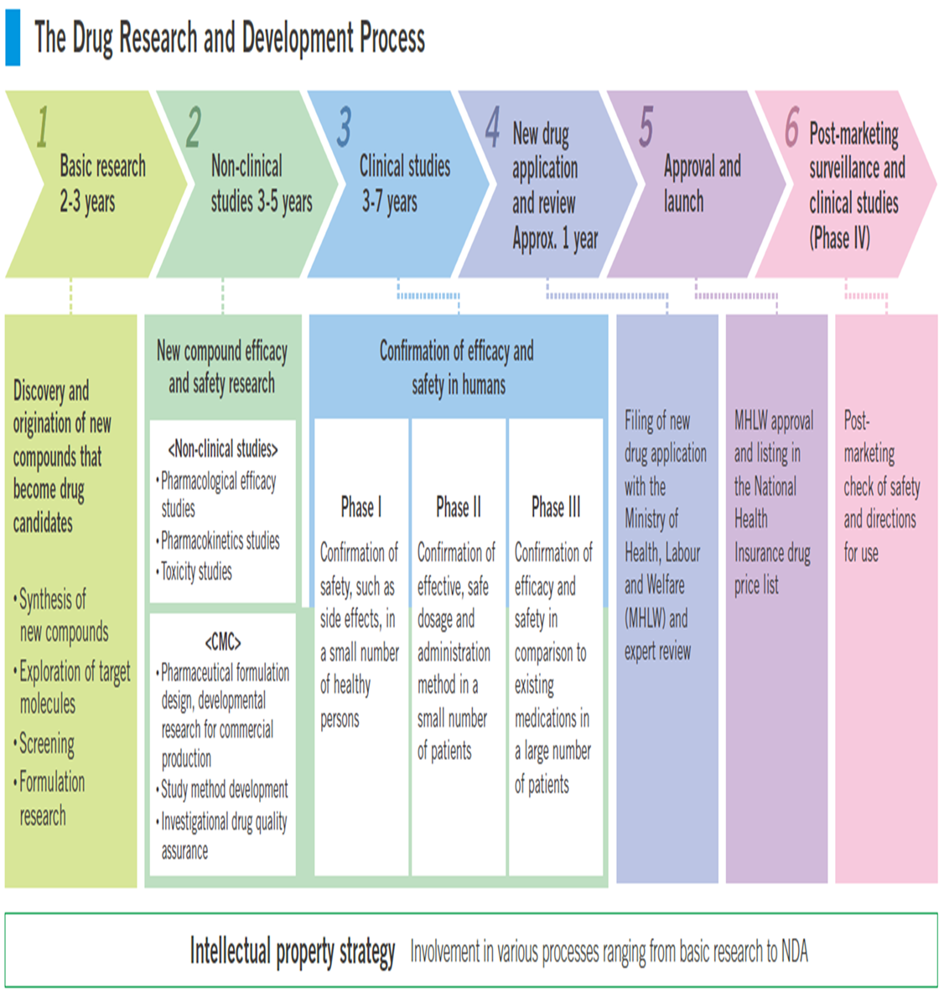 The Drug Research and Development Process
1
Basic research
2-3 years
2
Non-clinical
studies 3-5 years
3
Clinical studies
3-7 years
4
New drug
application
and review
Approx. 1 year
5
Approval and
launch
6
Post-marketing
surveillance and
clinical studies
(Phase IV)
Discovery and
origination of new
compounds that
become drug
candidates
•Synthesis of
new compounds
•Exploration of target
molecules
•Screening
•Formulation
research
New compound efficacy
and safety research
<Non-clinical studies>
•Pharmacological efficacy
studies
•Pharmacokinetics studies
•Toxicity studies
<CMC>
•Pharmaceutical formulation
design, developmental
research for commercial
production
•Study method development
•Investigational drug quality
assurance
Confirmation of efficacy and
safety in humans
Phase I
Confirmation of
safety, such as
side effects, in
a small number
of healthy
persons
Phase II
Confirmation of
effective, safe
dosage and
administration
method in a
small number
of patients
Phase III
Confirmation of
efficacy and
safety in
comparison to
existing
medications in
a large number
of patients
Filing of new
drug application
with the
Ministry of
Health, Labour
and Welfare
(MHLW) and
expert review
MHLW approval
and listing in
the National
Health
Insurance drug
price list
Post-
marketing
check of safety
and directions
for use
Intellectual property strategy Involvement in various processes ranging from basic research to NDA